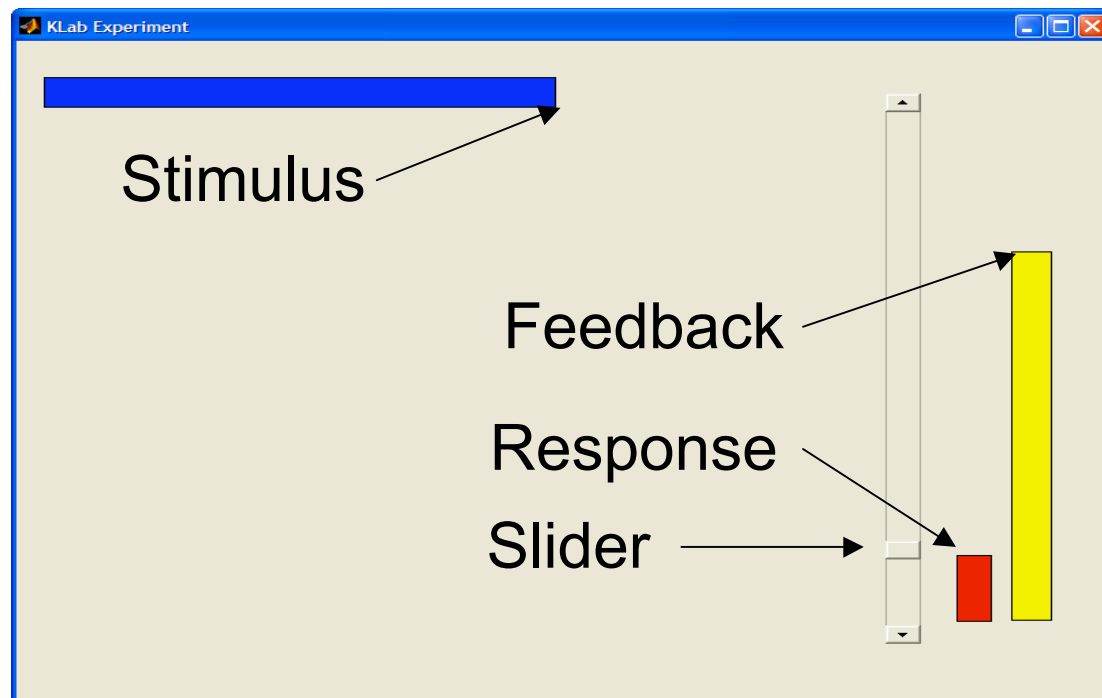 KLab Experiment
Stimulus
Feedback
Response
Slider